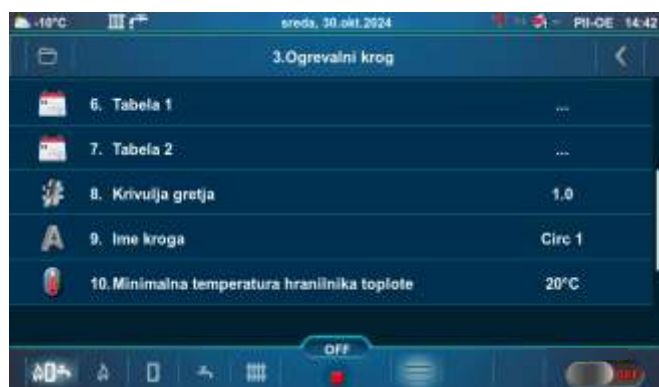 -10°C sreda, 30.okt.2024 PII-OE 14:42
3.Ogrevalni krog
6. Tabela 1 ...
7. Tabela 2 ...
8. Krivulja gretja 1.0
9. Ime kroga Circ 1
10. Minimalna temperatura hranilnika toplote 20°C
OFF
OFF